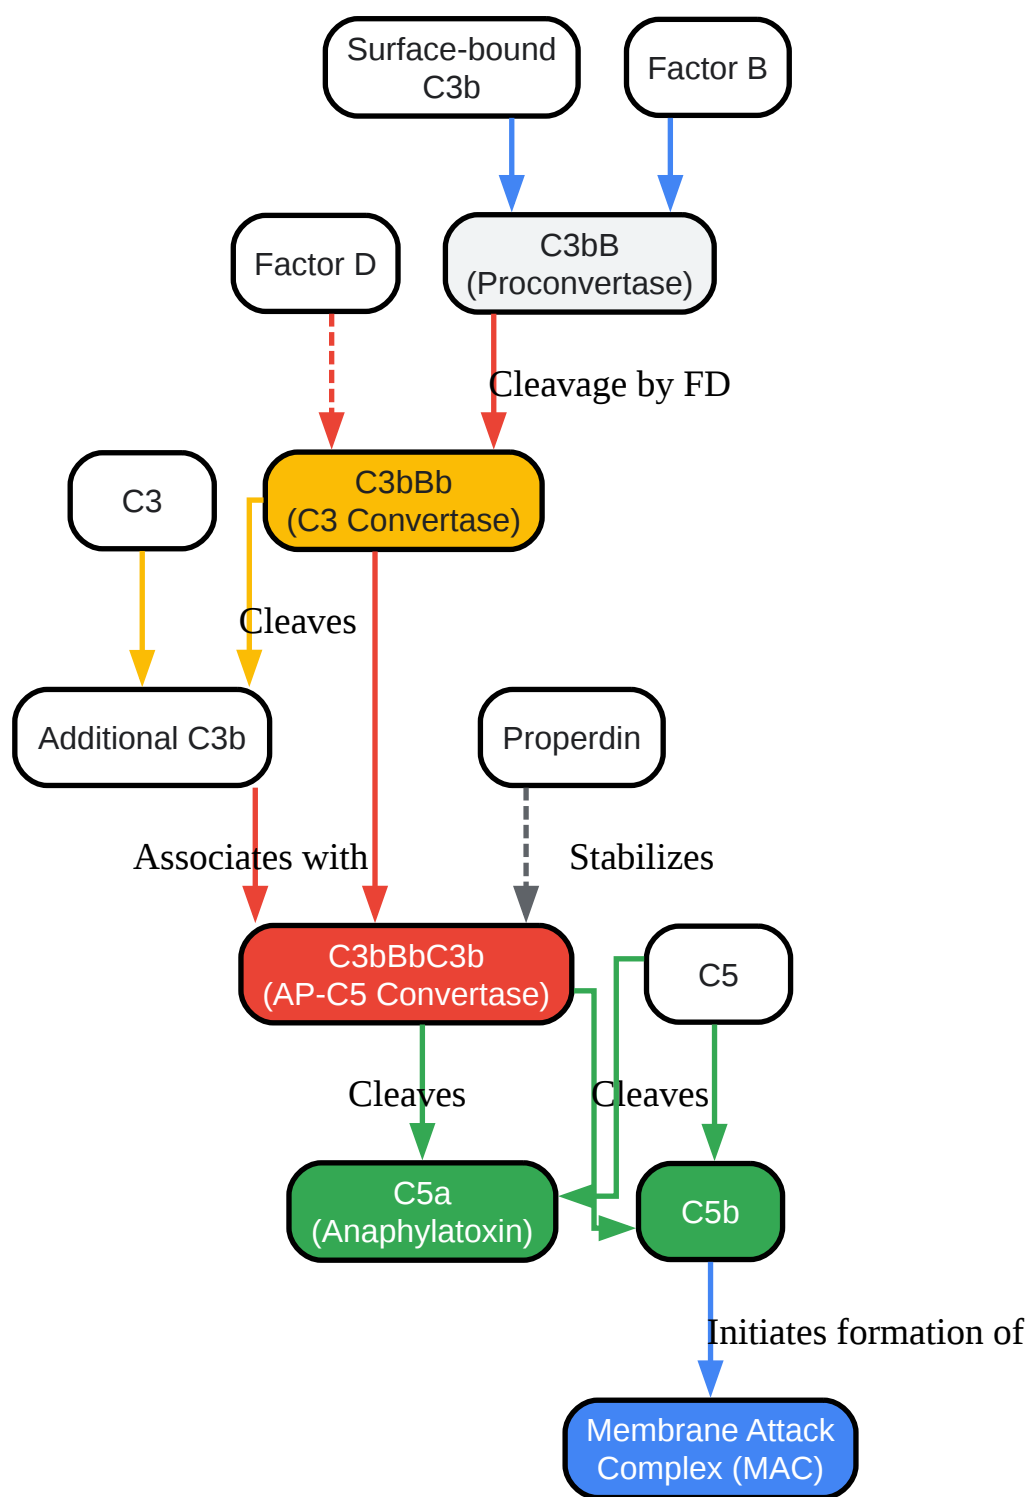 Surface-bound
C3b
Factor B
Factor D
C3bB
(Proconvertase)
Cleavage by FD
C3
C3bBb
(C3 Convertase)
Cleaves
Additional C3b
Properdin
Associates with
Stabilizes
C3bBbC3b
(AP-C5 Convertase)
C5
Cleaves
Cleaves
C5a
(Anaphylatoxin)
C5b
Initiates formation of
Membrane Attack
Complex (MAC)